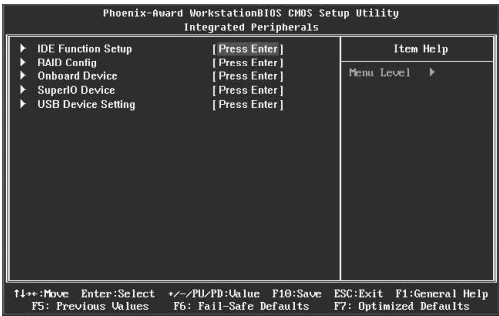 Phoenix-Award WorkstationBIOS CMOS Setup Utility
Integrated Peripherals
IDE Function Setup [Press Enter]
RAID Config [Press Enter]
Onboard Device [Press Enter]
SuperIO Device [Press Enter]
USB Device Setting [Press Enter]
Item Help
Menu Level ▶
↑↓→←:Move Enter:Select +/-/PU/PD:Value F10:Save ESC:Exit F1:General Help
F5: Previous Values F6: Fail-Safe Defaults F7: Optimized Defaults